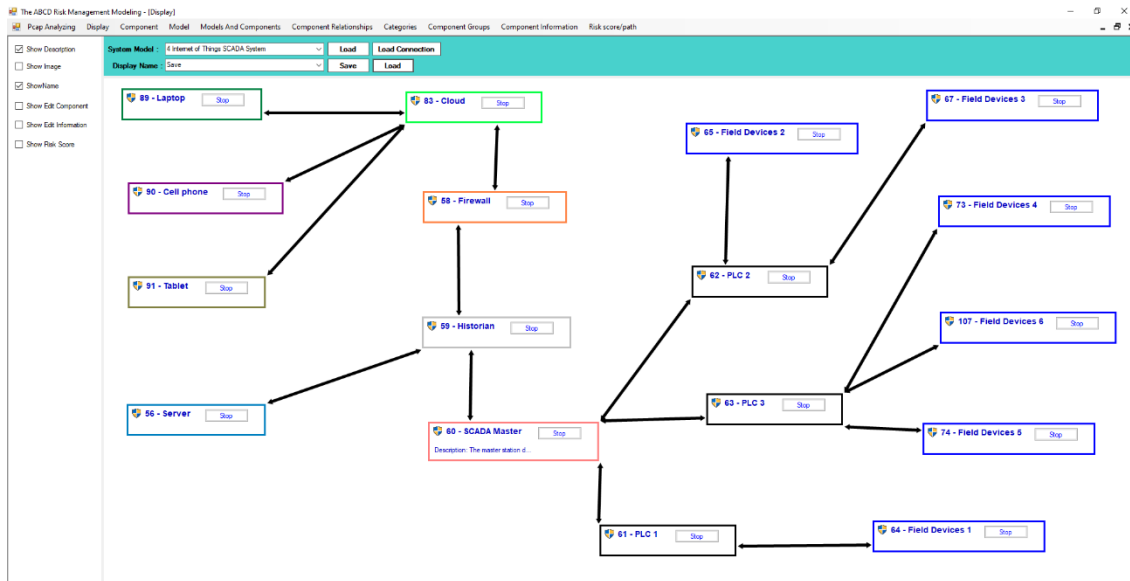 The ABCD Risk Management Modeling - [Display]
Pcap Analyzing Display Component Model Models And Components Component Relationships Categories Component Groups Component Information Risk score/path
Show Description
Show Image
ShowName
Show Edit Component
Show Edit Information
Show Risk Score
System Model : 4 Internet of Things SCADA System Load Load Connection
Display Name : Save Save Load
89 - Laptop Stop
83 - Cloud Stop
67 - Field Devices 3 Stop
65 - Field Devices 2 Stop
90 - Cell phone Stop
58 - Firewall Stop
73 - Field Devices 4 Stop
62 - PLC 2 Stop
91 - Tablet Stop
59 - Historian Stop
107 - Field Devices 6 Stop
63 - PLC 3 Stop
56 - Server Stop
60 - SCADA Master Stop
Description: The master station d...
74 - Field Devices 5 Stop
61 - PLC 1 Stop
64 - Field Devices 1 Stop